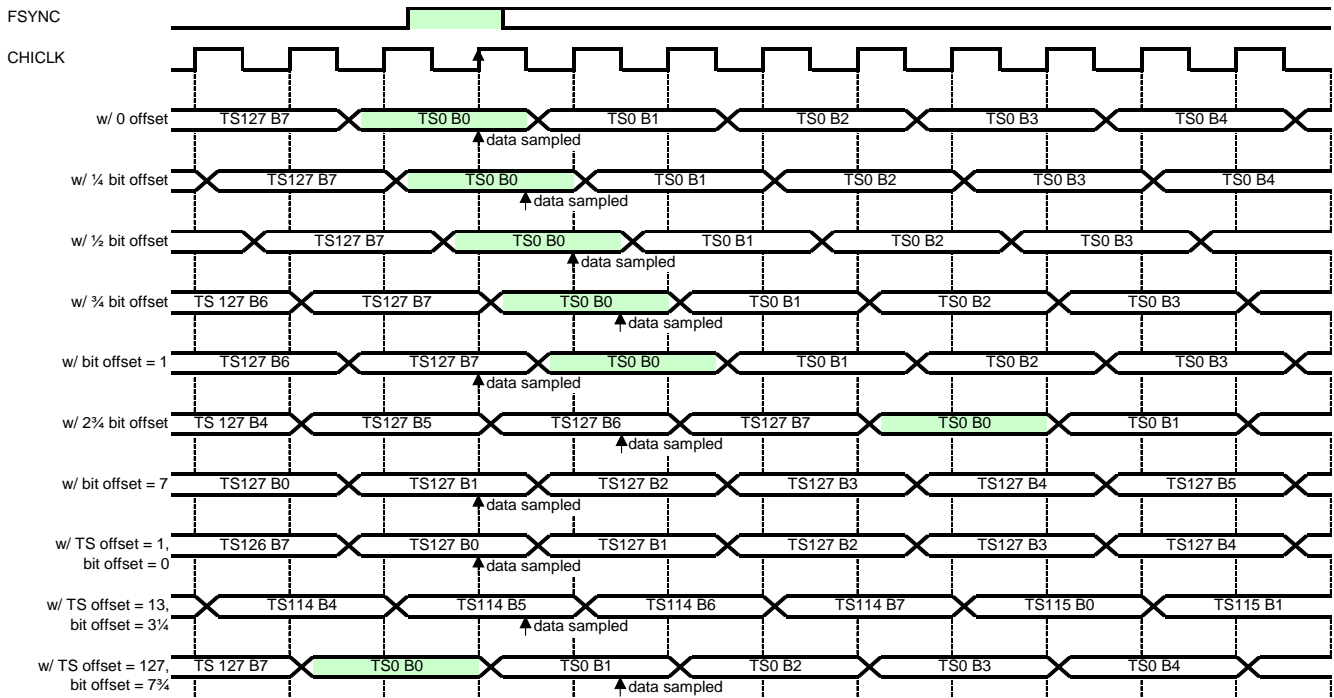 FSYNC
CHICLK
w/ 0 offset TS127 B7 TS0 B0 TS0 B1 TS0 B2 TS0 B3 TS0 B4
data sampled
w/ ¼ bit offset TS127 B7 TS0 B0 TS0 B1 TS0 B2 TS0 B3 TS0 B4
data sampled
w/ ½ bit offset TS127 B7 TS0 B0 TS0 B1 TS0 B2 TS0 B3
data sampled
w/ ¾ bit offset TS 127 B6 TS127 B7 TS0 B0 TS0 B1 TS0 B2 TS0 B3
data sampled
w/ bit offset = 1 TS127 B6 TS127 B7 TS0 B0 TS0 B1 TS0 B2 TS0 B3
data sampled
w/ 2¾ bit offset TS 127 B4 TS127 B5 TS127 B6 TS127 B7 TS0 B0 TS0 B1
data sampled
w/ bit offset = 7 TS127 B0 TS127 B1 TS127 B2 TS127 B3 TS127 B4 TS127 B5
data sampled
w/ TS offset = 1, TS126 B7 TS127 B0 TS127 B1 TS127 B2 TS127 B3 TS127 B4
bit offset = 0 data sampled
w/ TS offset = 13, TS114 B4 TS114 B5 TS114 B6 TS114 B7 TS115 B0 TS115 B1
bit offset = 3¼ data sampled
w/ TS offset = 127, TS 127 B7 TS0 B0 TS0 B1 TS0 B2 TS0 B3 TS0 B4
bit offset = 7¾ data sampled